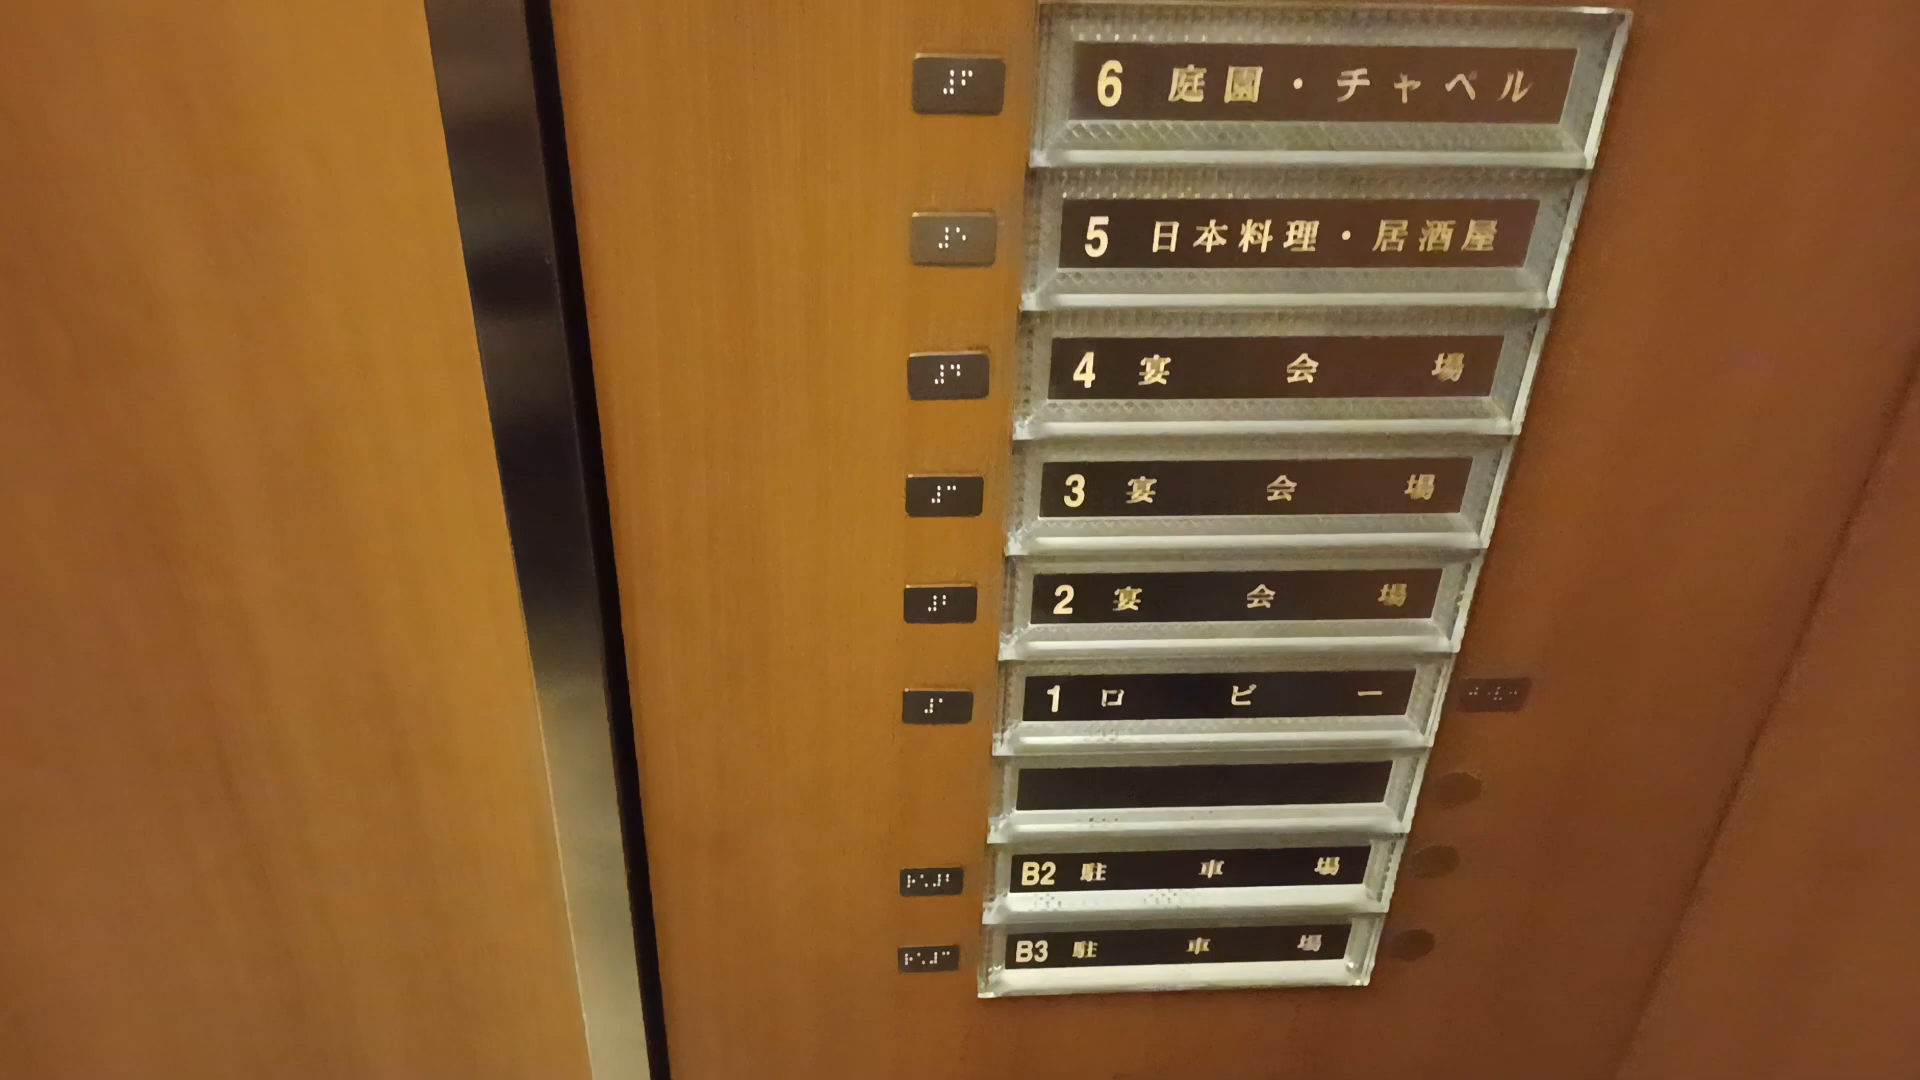 6 庭園・チャペル
5 日本料理・居酒屋
4 宴会場
3 宴会場
2 宴会場
1 ロビー
B2 駐車場
B3 駐車場